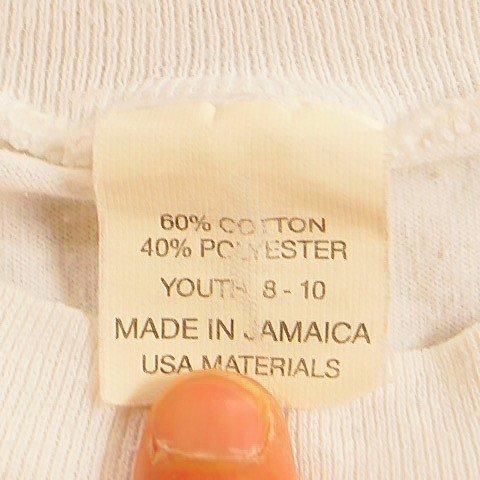 60% COTTON
40% POLYESTER
YOUTH 8 - 10
MADE IN JAMAICA
USA MATERIALS